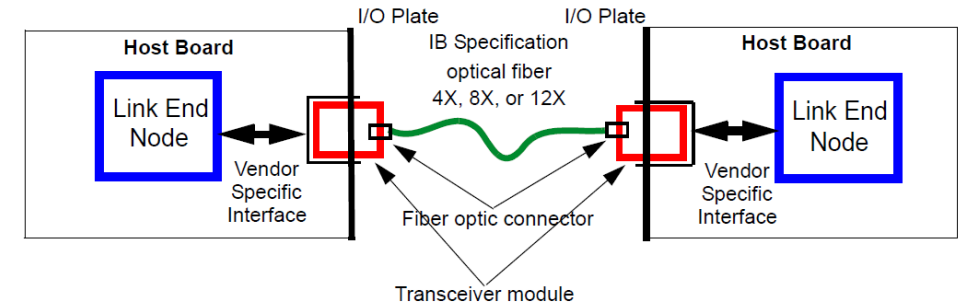 I/O Plate
I/O Plate
Host Board
IB Specification
Host Board
optical fiber
4X, 8X, or 12X
Link End
Node
Link End
Node
Vendor
Specific
Interface
Vendor
Specific
Interface
Fiber optic connector
Transceiver module